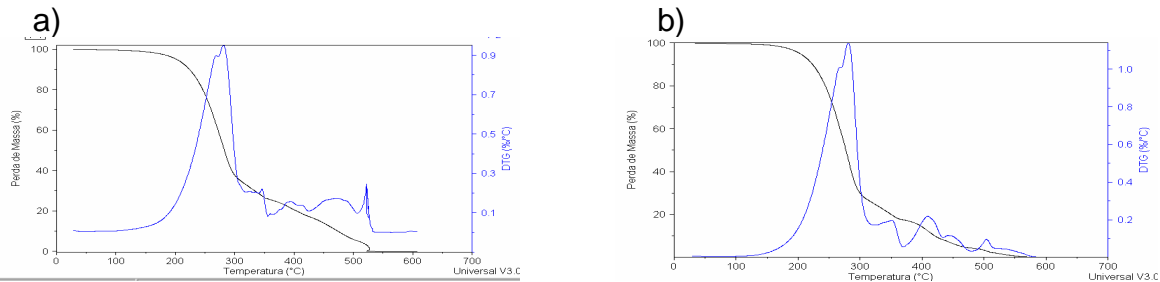 a)
100
80
60
40
20
0
Perda de Massa (%)
0.9
0.7
0.5
0.3
0.1
DTG (%/°C)
0 100 200 300 400 500 600 700
Temperatura (°C)
Universal V3.0
b)
100
80
60
40
20
Perda de Massa (%)
1.0
0.8
0.6
0.4
0.2
DTG (%/°C)
0 100 200 300 400 500 600 700
Temperatura (°C)
Universal V3.0